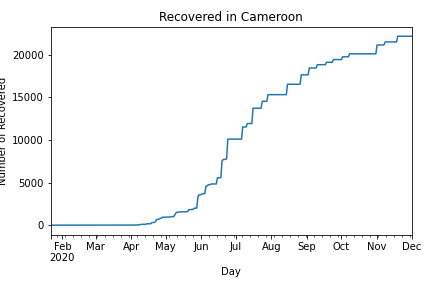 Recovered in Cameroon
Number of Recovered
20000
15000
10000
5000
0
Feb Mar Apr May Jun Jul Aug Sep Oct Nov Dec
2020
Day